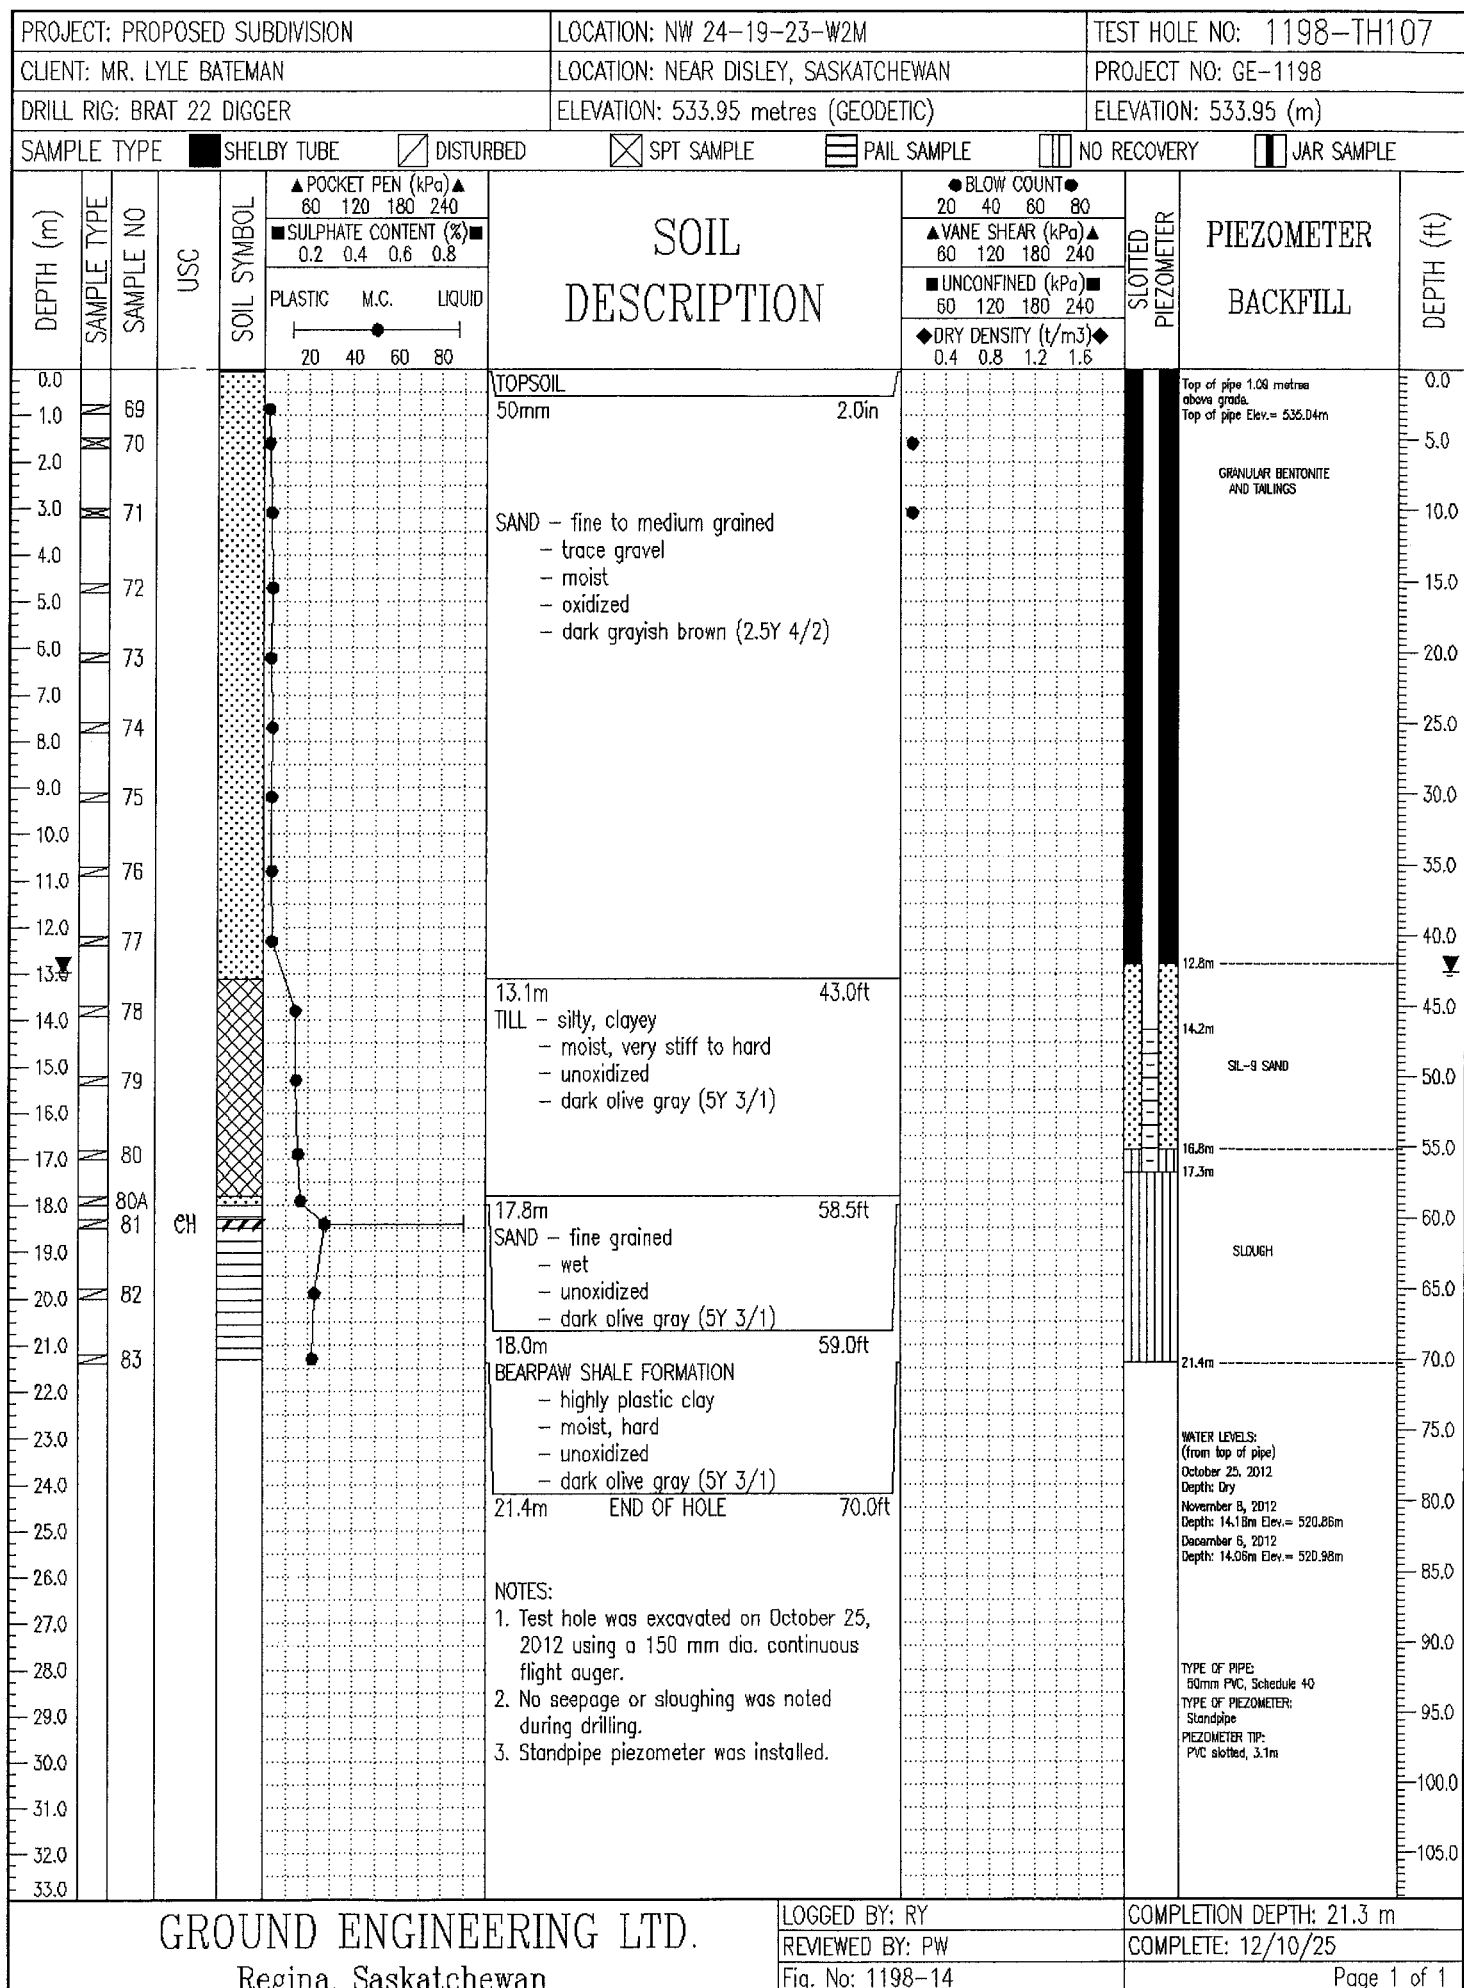 PROJECT: PROPOSED SUBDIVISION
LOCATION: NW 24-19-23-W2M
TEST HOLE NO: 1198-TH107
CLIENT: MR. LYLE BATEMAN
LOCATION: NEAR DISLEY, SASKATCHEWAN
PROJECT NO: GE-1198
DRILL RIG: BRAT 22 DIGGER
ELEVATION: 533.95 metres (GEODETIC)
ELEVATION: 533.95 (m)
SAMPLE TYPE
SHELBY TUBE
DISTURBED
SPT SAMPLE
PAIL SAMPLE
NO RECOVERY
JAR SAMPLE
DEPTH (m)
SAMPLE TYPE
SAMPLE NO
USC
SOIL SYMBOL
▲POCKET PEN (kPa)▲
60 120 180 240
■SULPHATE CONTENT (%)■
0.2 0.4 0.6 0.8
PLASTIC M.C. LIQUID
20 40 60 80
SOIL
DESCRIPTION
●BLOW COUNT●
20 40 60 80
▲VANE SHEAR (kPa)▲
60 120 180 240
■UNCONFINED (kPa)■
60 120 180 240
◆DRY DENSITY (t/m3)◆
0.4 0.8 1.2 1.6
SLOTTED
PIEZOMETER
PIEZOMETER
BACKFILL
DEPTH (ft)
0.0
1.0
2.0
3.0
4.0
5.0
6.0
7.0
8.0
9.0
10.0
11.0
12.0
13.0
14.0
15.0
16.0
17.0
18.0
19.0
20.0
21.0
22.0
23.0
24.0
25.0
26.0
27.0
28.0
29.0
30.0
31.0
32.0
33.0
69
70
71
72
73
74
75
76
77
78
79
80
80A
81
82
83
CH
TOPSOIL
50mm 2.0in
SAND - fine to medium grained
- trace gravel
- moist
- oxidized
- dark grayish brown (2.5Y 4/2)
13.1m 43.0ft
TILL - silty, clayey
- moist, very stiff to hard
- unoxidized
- dark olive gray (5Y 3/1)
17.8m 58.5ft
SAND - fine grained
- wet
- unoxidized
- dark olive gray (5Y 3/1)
18.0m 59.0ft
BEARPAW SHALE FORMATION
- highly plastic clay
- moist, hard
- unoxidized
- dark olive gray (5Y 3/1)
21.4m END OF HOLE 70.0ft
NOTES:
1. Test hole was excavated on October 25,
2012 using a 150 mm dia. continuous
flight auger.
2. No seepage or sloughing was noted
during drilling.
3. Standpipe piezometer was installed.
Top of pipe 1.09 metres
above grade.
Top of pipe Elev.= 535.04m
GRANULAR BENTONITE
AND TAILINGS
12.8m
14.2m
SIL-9 SAND
16.8m
17.3m
SLOUGH
21.4m
WATER LEVELS:
(from top of pipe)
October 25, 2012
Depth: Dry
November 8, 2012
Depth: 14.18m Elev.= 520.86m
December 6, 2012
Depth: 14.06m Elev.= 520.98m
TYPE OF PIPE:
50mm PVC, Schedule 40
TYPE OF PIEZOMETER:
Standpipe
PIEZOMETER TIP:
PVC slotted, 3.1m
0.0
5.0
10.0
15.0
20.0
25.0
30.0
35.0
40.0
45.0
50.0
55.0
60.0
65.0
70.0
75.0
80.0
85.0
90.0
95.0
100.0
105.0
GROUND ENGINEERING LTD.
Regina, Saskatchewan
LOGGED BY: RY
COMPLETION DEPTH: 21.3 m
REVIEWED BY: PW
COMPLETE: 12/10/25
Fig. No: 1198-14
Page 1 of 1